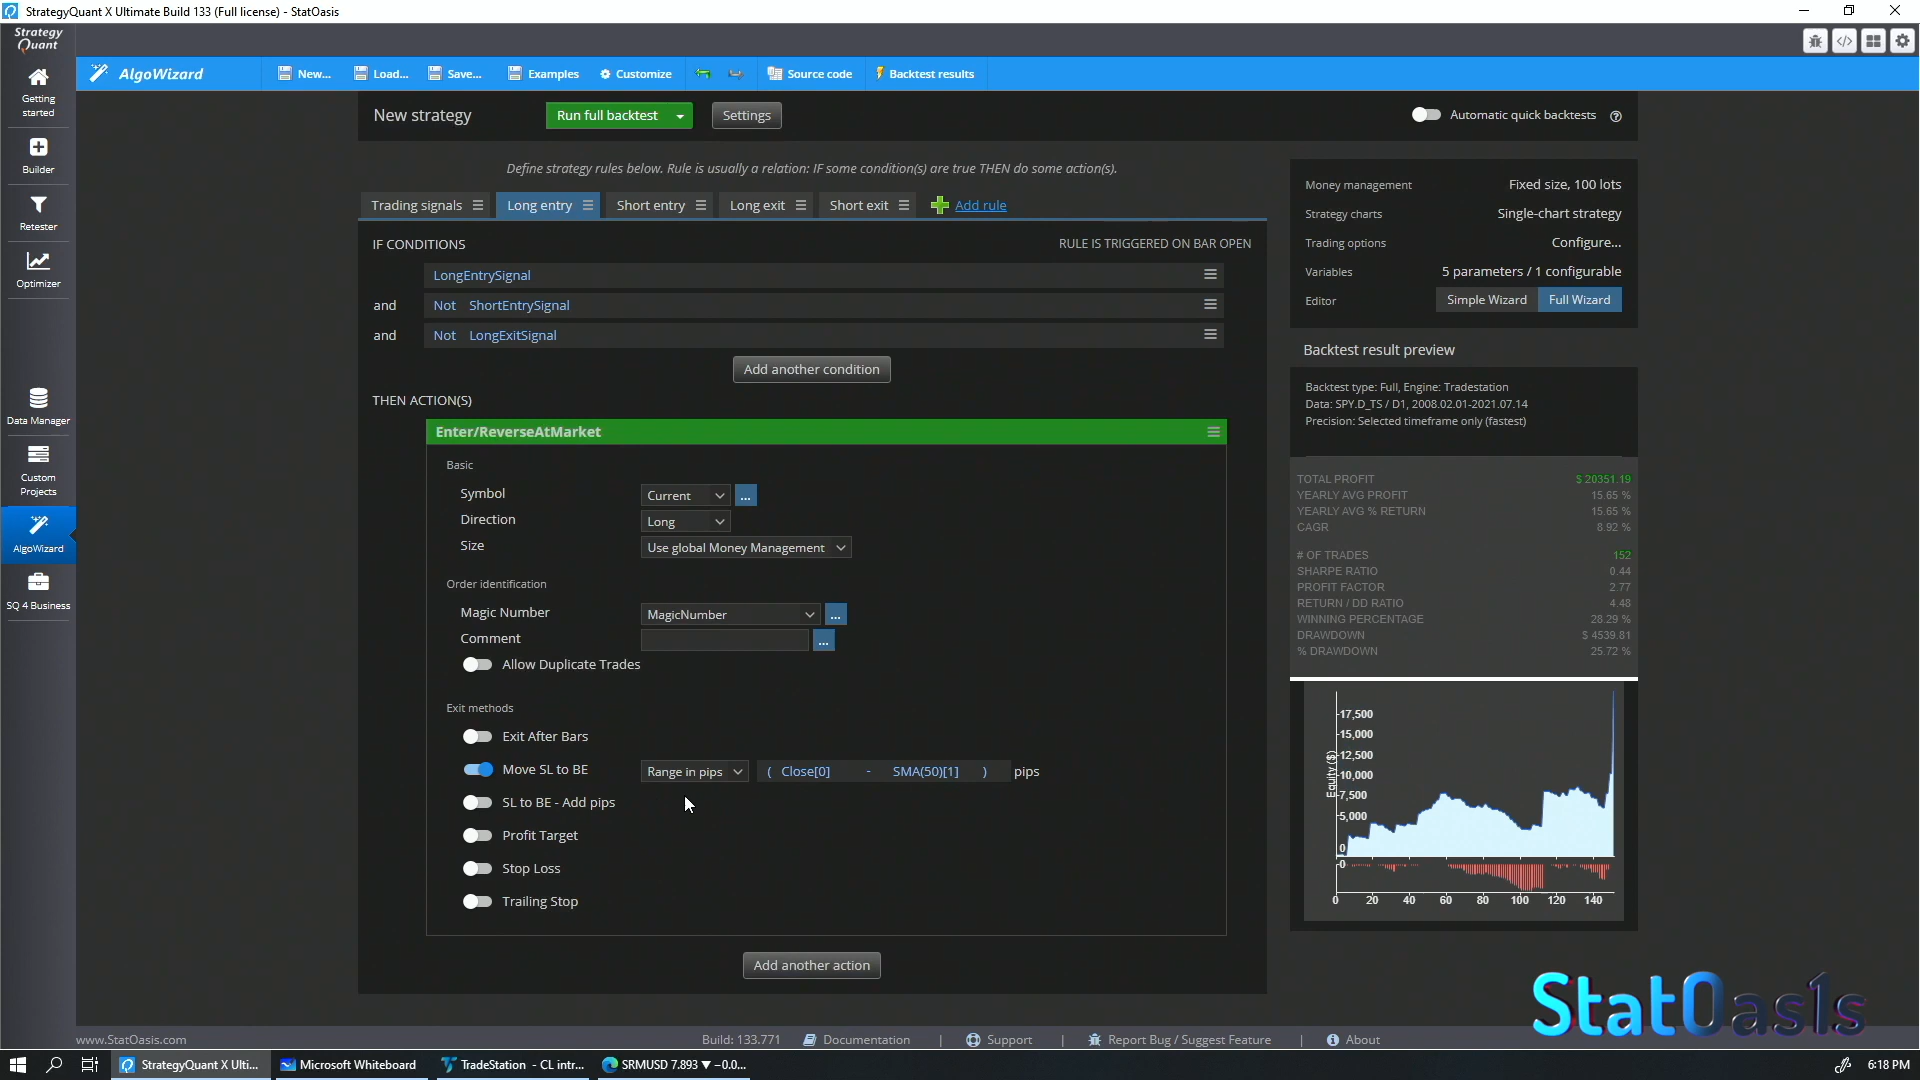 StrategyQuant X Ultimate Build 133 (Full license) - StatOasis
Strategy
Quant
AlgoWizard
New...
Load...
Save...
Examples
Customize
Source code
Backtest results
Getting
started
Builder
Retester
Optimizer
Data Manager
Custom
Projects
AlgoWizard
SQ 4 Business
New strategy
Run full backtest
Settings
Automatic quick backtests
Define strategy rules below. Rule is usually a relation: IF some condition(s) are true THEN do some action(s).
Trading signals
Long entry
Short entry
Long exit
Short exit
Add rule
IF CONDITIONS
RULE IS TRIGGERED ON BAR OPEN
LongEntrySignal
and Not ShortEntrySignal
and Not LongExitSignal
Add another condition
THEN ACTION(S)
Enter/ReverseAtMarket
Basic
Symbol Current ...
Direction Long
Size Use global Money Management
Order identification
Magic Number MagicNumber ...
Comment ...
Allow Duplicate Trades
Exit methods
Exit After Bars
Move SL to BE Range in pips ( Close[0] - SMA(50)[1] ) pips
SL to BE - Add pips
Profit Target
Stop Loss
Trailing Stop
Add another action
Money management Fixed size, 100 lots
Strategy charts Single-chart strategy
Trading options Configure...
Variables 5 parameters / 1 configurable
Editor Simple Wizard Full Wizard
Backtest result preview
Backtest type: Full, Engine: Tradestation
Data: SPY.D_TS / D1, 2008.02.01-2021.07.14
Precision: Selected timeframe only (fastest)
TOTAL PROFIT $ 20351.19
YEARLY AVG PROFIT 15.65 %
YEARLY AVG % RETURN 15.65 %
CAGR 8.92 %
# OF TRADES 152
SHARPE RATIO 0.44
PROFIT FACTOR 2.77
RETURN / DD RATIO 4.48
WINNING PERCENTAGE 28.29 %
DRAWDOWN $ 4539.81
% DRAWDOWN 25.72 %
Equity ($)
17,500
15,000
12,500
10,000
7,500
5,000
0
0
0 20 40 60 80 100 120 140
StatOas1s
www.StatOasis.com
Build: 133.771
Documentation
|
Support
|
Report Bug / Suggest Feature
|
About
StrategyQuant X Ulti...
Microsoft Whiteboard
TradeStation - CL intr...
SRMUSD 7.893 ▼ −0.0...
6:18 PM